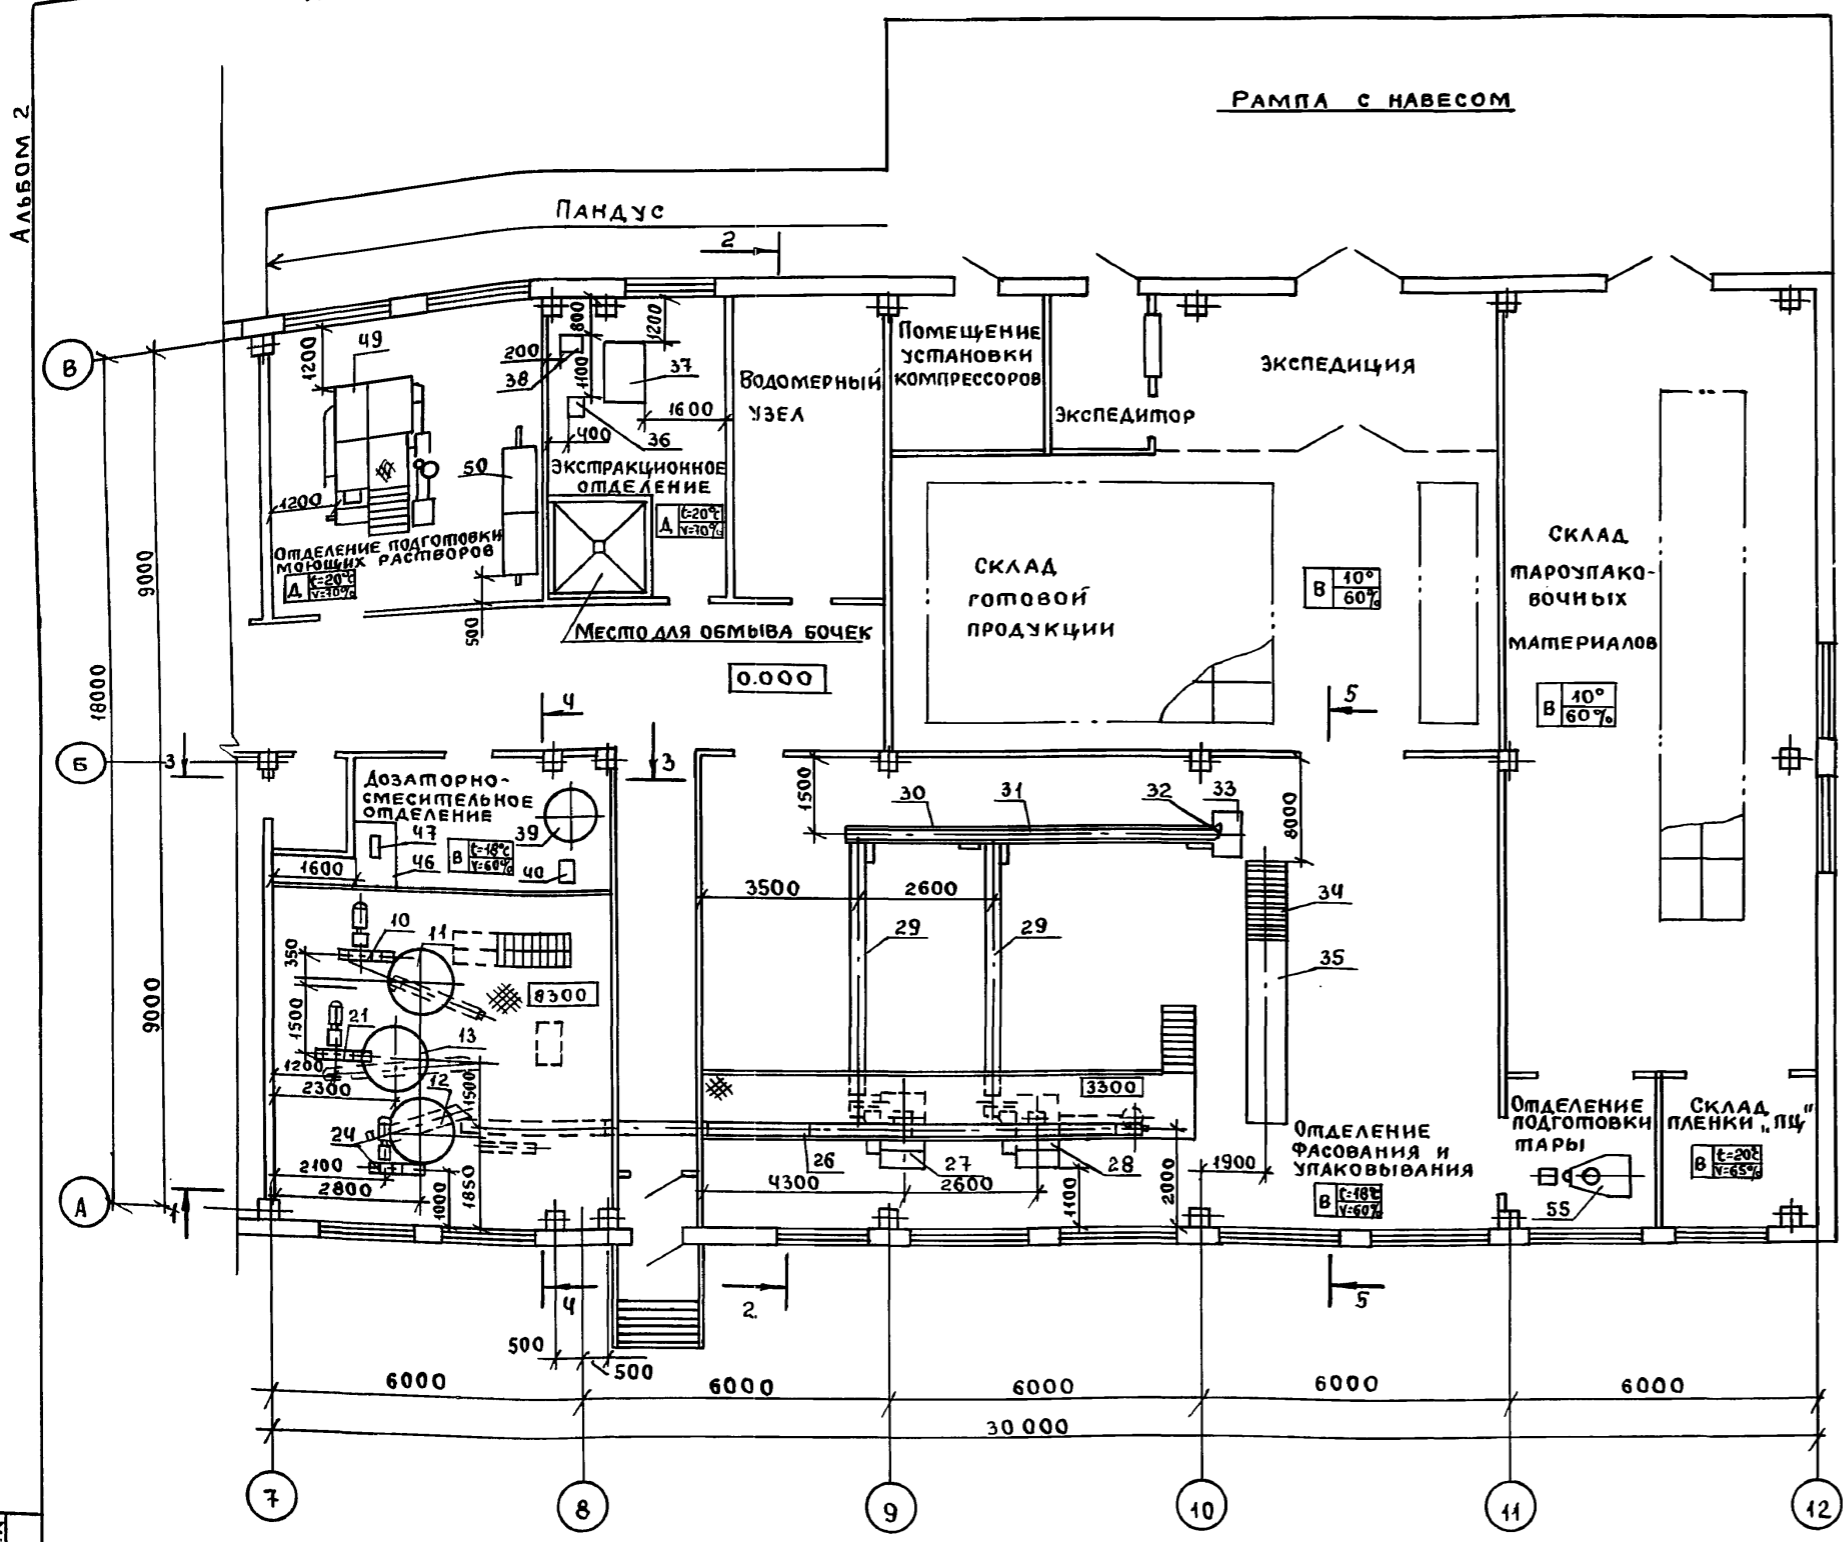 Альбом 2
Рампа с навесом
Пандус
2
В
49
1200
200
38
800
1100
1200
37
1600
400
36
Водомерный
узел
Помещение
установки
компрессоров
Экспедитор
Экспедиция
50
1200
Экстракционное
отделение
Д t=20°С
v=70%
Отделение подготовки
моющих растворов
Д t=20°С
v=70%
500
Место для обмыва бочек
0.000
Склад
готовой
продукции
В 10°
60%
Склад
тароупако-
вочных
материалов
В 10°
60%
9000
18000
9000
Б
3
4
3
5
Дозаторно-
смесительное
отделение
47
39
46
В t=18°С
v=60%
40
1600
1500
30
31
32
33
8000
3500
2600
34
29
29
35
10
11
350
8300
1500
21
13
1200
2300
12
1500
24
2100
2800
1000
1850
3300
26
27
28
4300
2600
1100
2000
1900
Отделение
фасования и
упаковывания
В t=18°С
v=60%
Отделение
подготовки
тары
55
Склад
пленки „ПЦ"
В t=20°С
v=65%
А
1
4
2
5
500
500
6000
6000
6000
6000
6000
30 000
7
8
9
10
11
12